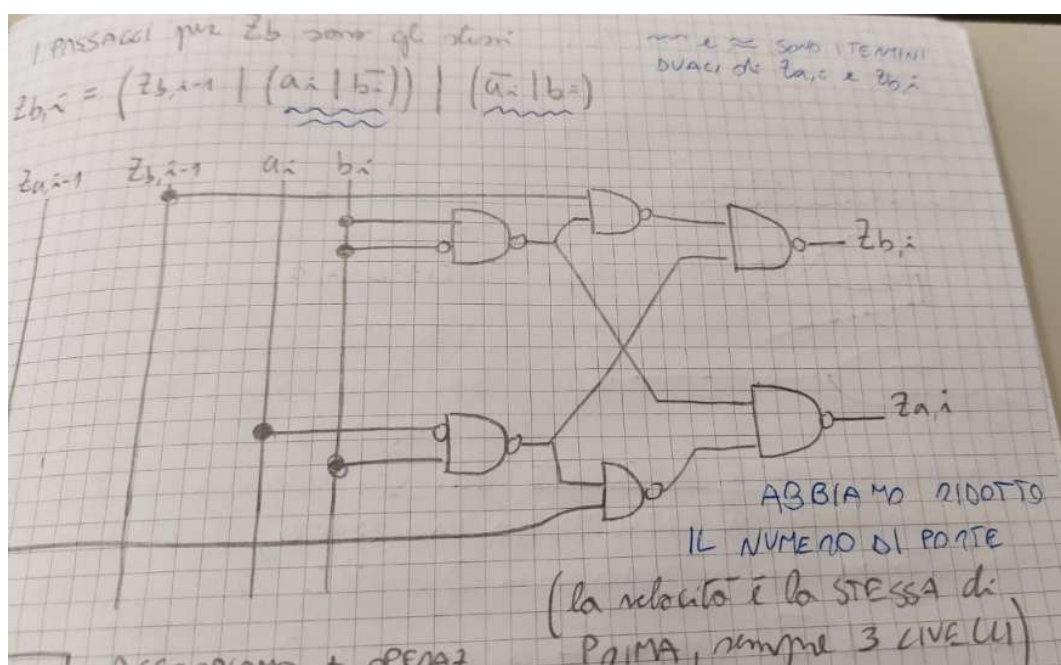 I PASSAGGI per Zb sono gli stessi
~~~ e ≈ SONO I TERMINI
DUALI di Za,i e Zb,i
Zb,i = (Zb,i-1 | (ai | b̄i)) | (āi | bi)
Za,i-1 Zb,i-1 ai bi
Zb,i
Za,i
ABBIAMO RIDOTTO
IL NUMERO DI PORTE
(la velocità è la STESSA di
PRIMA, sempre 3 LIVELLI)